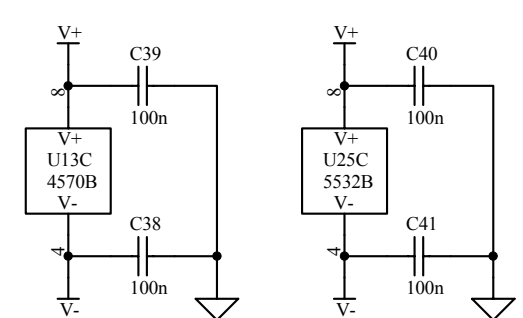 V+
C39
8
100n
V+
U13C
4570B
V-
C38
4
100n
V-
V+
C40
8
100n
V+
U25C
5532B
V-
C41
4
100n
V-